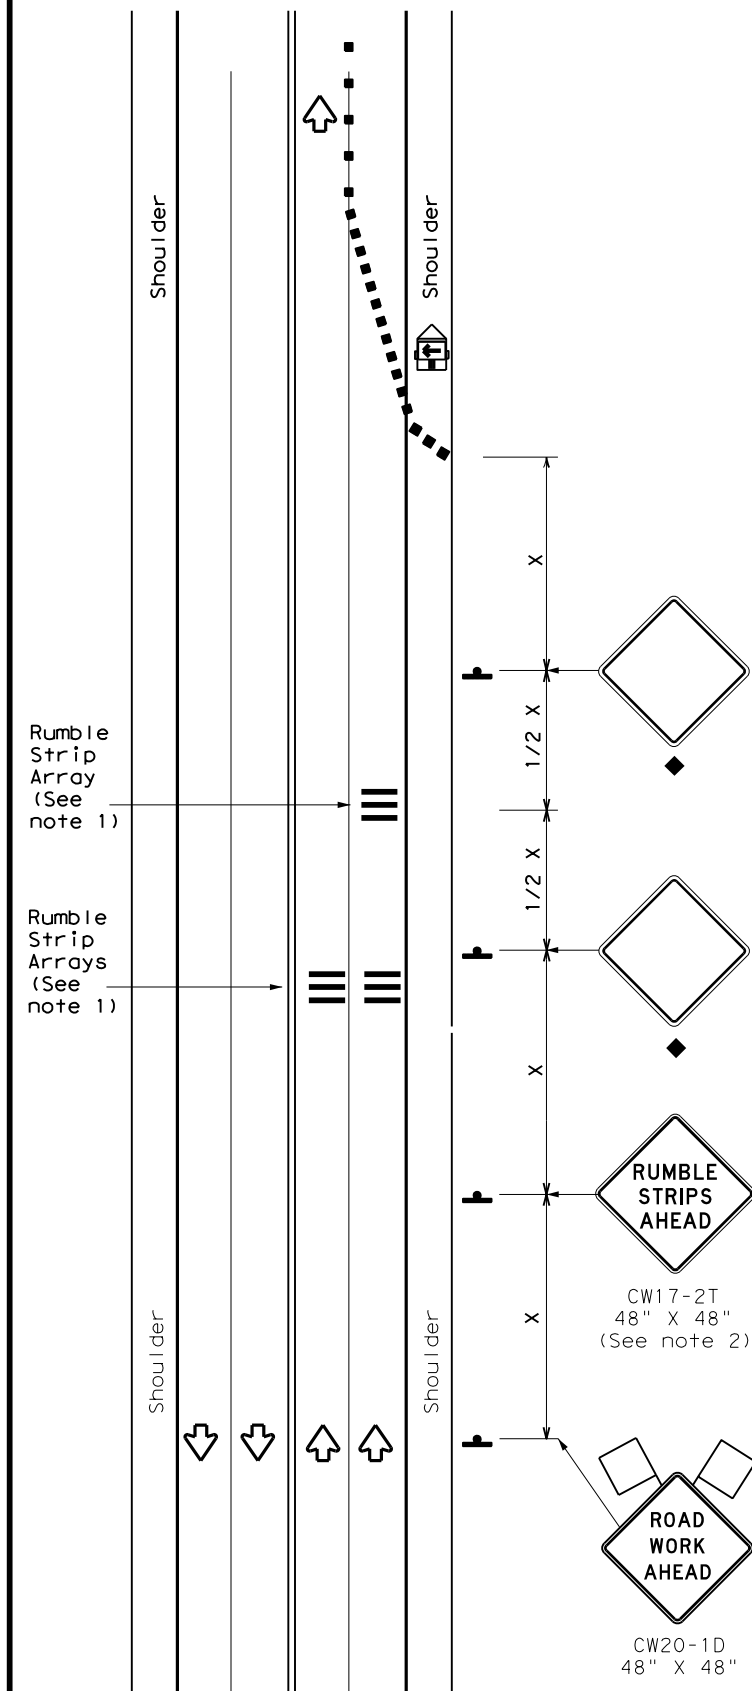 Shoulder
Shoulder
X
1/2 X
Rumble
Strip
Array
(See
note 1)
1/2 X
Rumble
Strip
Arrays
(See
note 1)
X
RUMBLE
STRIPS
AHEAD
CW17-2T
48" X 48"
(See note 2)
X
Shoulder
Shoulder
ROAD
WORK
AHEAD
CW20-1D
48" X 48"